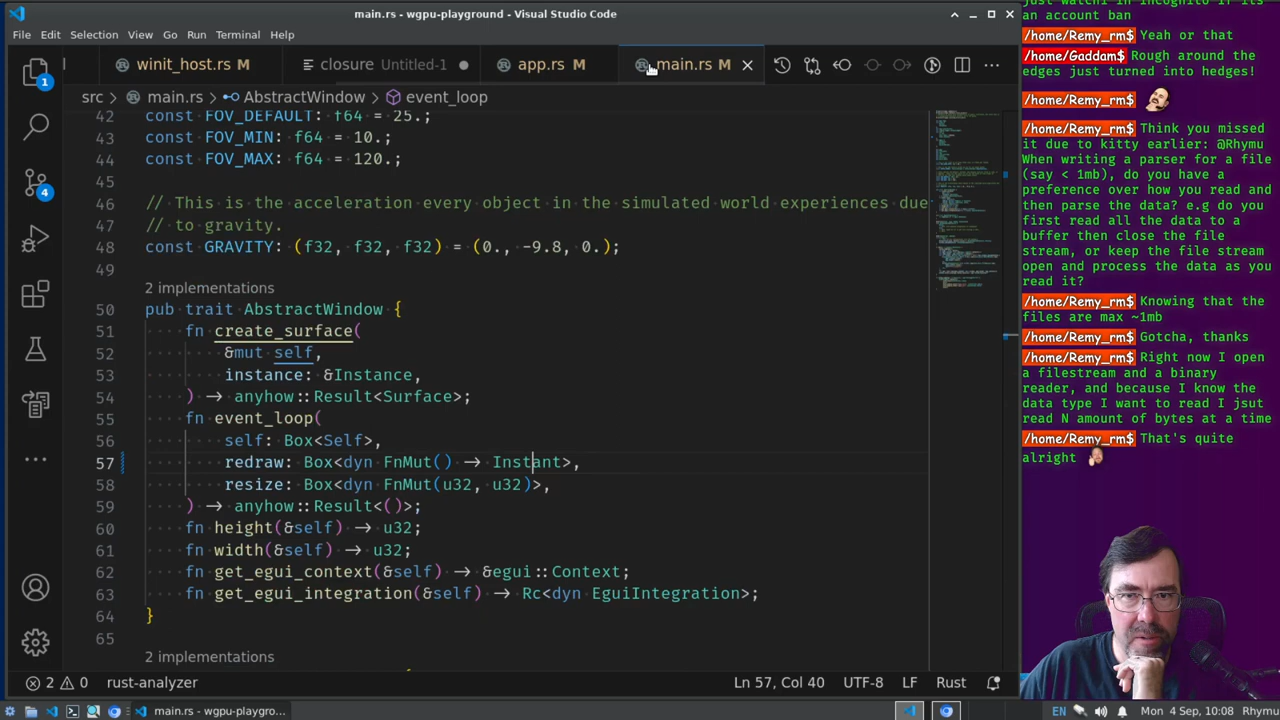 main.rs - wgpu-playground - Visual Studio Code
File Edit Selection View Go Run Terminal Help
winit_host.rs M closure Untitled-1 app.rs M main.rs M
src main.rs AbstractWindow event_loop
const FOV_DEFAULT: f64 = 25.;
43 const FOV_MIN: f64 = 10.;
44 const FOV_MAX: f64 = 120.;
45
46 // This is the acceleration every object in the simulated world experiences due
to gravity.
47 const GRAVITY: (f32, f32, f32) = (0., -9.8, 0.);
49
2 implementations
50 pub trait AbstractWindow {
51 fn create_surface(
52 &mut self,
53 instance: &Instance,
54 ) -> anyhow::Result<Surface>;
55 fn event_loop(
56 self: Box<Self>,
57 redraw: Box<dyn FnMut() -> Instant>,
58 resize: Box<dyn FnMut(u32, u32)>,
59 ) -> anyhow::Result<()>;
60 fn height(&self) -> u32;
61 fn width(&self) -> u32;
62 fn get_egui_context(&self) -> &egui::Context;
63 fn get_egui_integration(&self) -> Rc<dyn EguiIntegration>;
64 }
65
2 implementations
1
4
2 0 rust-analyzer Ln 57, Col 40 UTF-8 LF Rust
main.rs - wgpu-playgro... EN Mon 4 Sep, 10:08 Rhymu
just watch1 in incognito if its
an account ban
/home/Remy_rm$ Yeah or that
/home/Gaddam$ Rough around the
edges just turned into hedges!
/home/Remy_rm$
/home/Remy_rm$ Think you missed
it due to kitty earlier: @Rhymu
When writing a parser for a file
(say < 1mb), do you have a
preference over how you read and
then parse the data? e.g do you
first read all the data to a
buffer then close the file
stream, or keep the file stream
open and process the data as you
read it?
/home/Remy_rm$ Knowing that the
files are max ~1mb
/home/Remy_rm$ Gotcha, thanks
/home/Remy_rm$ Right now I open
a filestream and a binary
reader, and because I know the
data type I want to read I jsut
read N amount of bytes at a time
/home/Remy_rm$ That's quite
alright